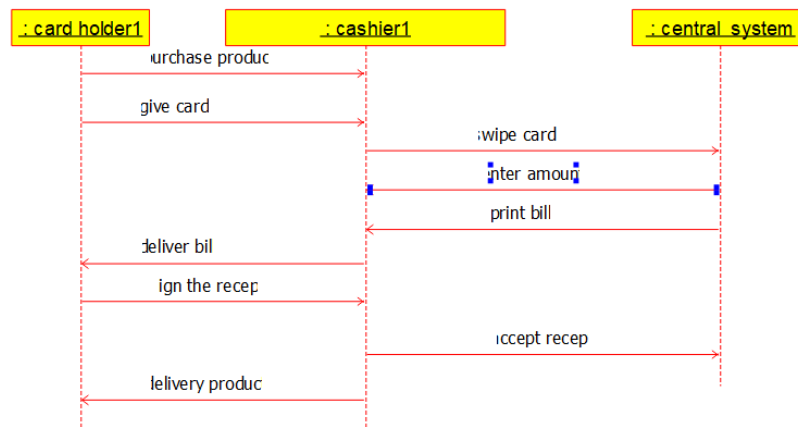 : card holder1
: cashier1
: central system
urchase produc
give card
swipe card
nter amoun
print bill
deliver bil
ign the recep
ccept recep
delivery produc